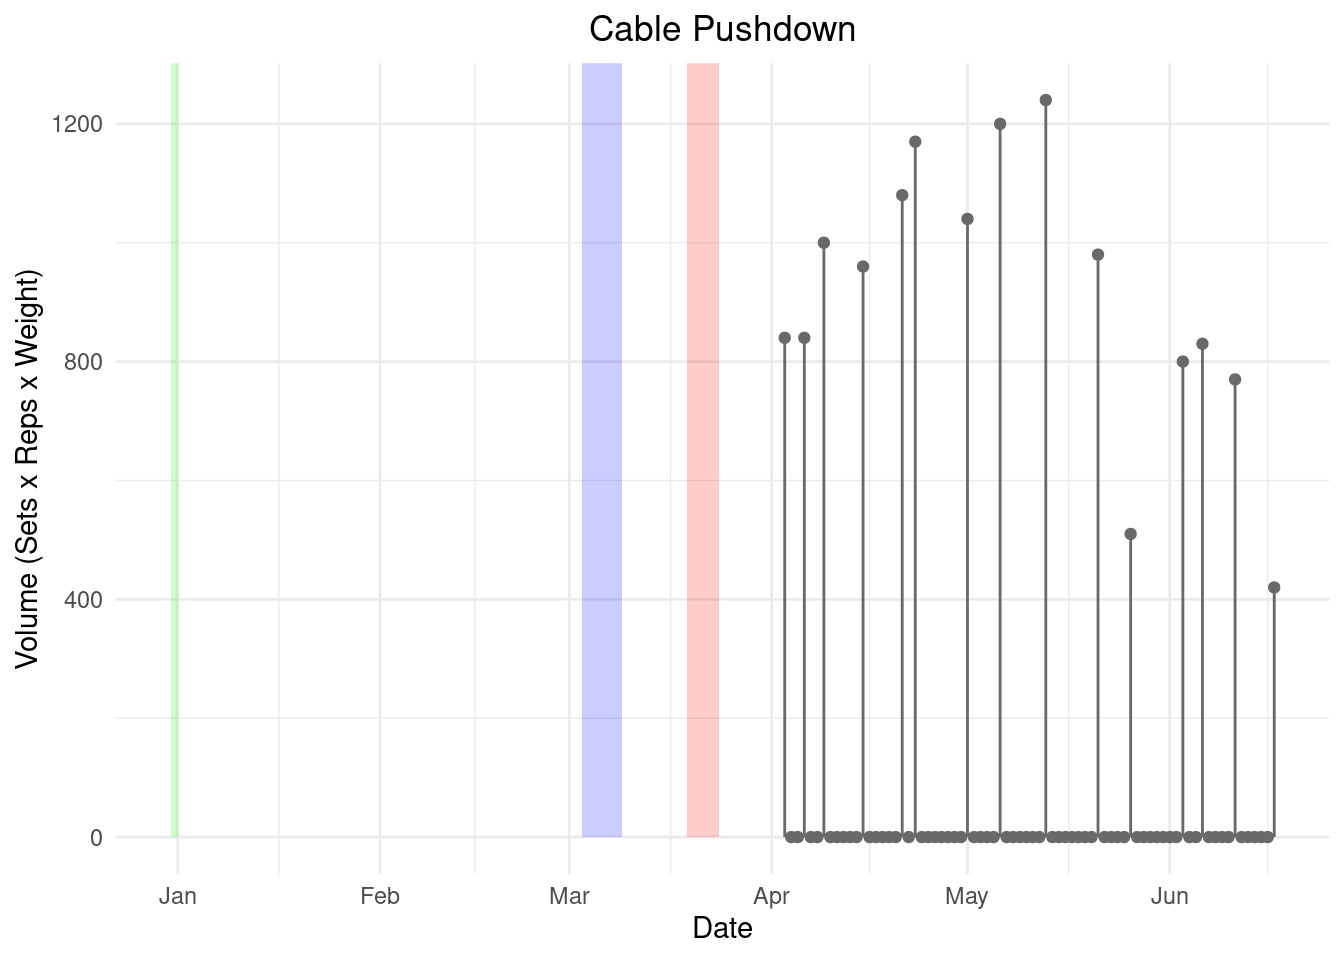 Cable Pushdown
Volume (Sets x Reps x Weight)
1200
800
400
0
Jan Feb Mar Apr May Jun
Date